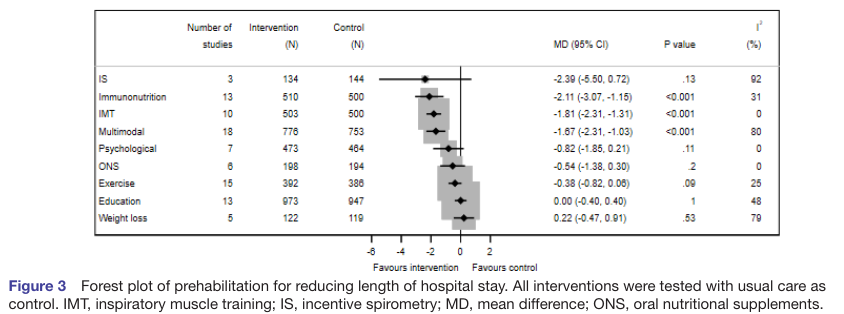 Number of studies Intervention (N) Control (N) MD (95% CI) P value I² (%)
IS 3 134 144 -2.39 (-5.50, 0.72) .13 92
Immunonutrition 13 510 500 -2.11 (-3.07, -1.15) <0.001 31
IMT 10 503 500 -1.81 (-2.31, -1.31) <0.001 0
Multimodal 18 776 753 -1.67 (-2.31, -1.03) <0.001 80
Psychological 7 473 464 -0.82 (-1.85, 0.21) .11 0
ONS 6 198 194 -0.54 (-1.38, 0.30) .2 0
Exercise 15 392 386 -0.38 (-0.82, 0.06) .09 25
Education 13 973 947 0.00 (-0.40, 0.40) 1 48
Weight loss 5 122 119 0.22 (-0.47, 0.91) .53 79
-6 -4 -2 0 2
Favours intervention Favours control
Figure 3 Forest plot of prehabilitation for reducing length of hospital stay. All interventions were tested with usual care as
control. IMT, inspiratory muscle training; IS, incentive spirometry; MD, mean difference; ONS, oral nutritional supplements.